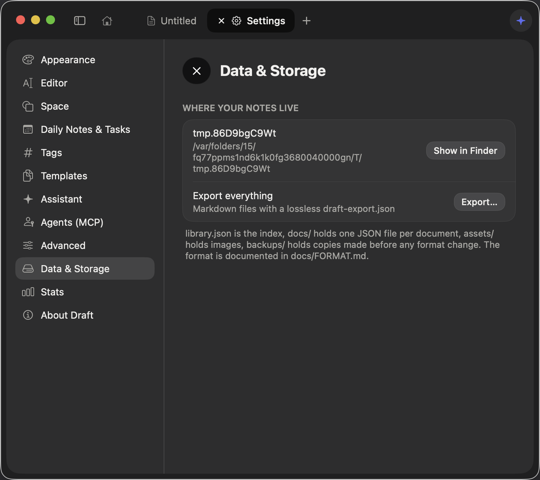 Untitled
Settings
Appearance
Editor
Space
Daily Notes & Tasks
Tags
Templates
Assistant
Agents (MCP)
Advanced
Data & Storage
Stats
About Draft
Data & Storage
WHERE YOUR NOTES LIVE
tmp.86D9bgC9Wt
/var/folders/15/
fq77ppms1nd6k1k0fg3680040000gn/T/
tmp.86D9bgC9Wt
Show in Finder
Export everything
Markdown files with a lossless draft-export.json
Export...
library.json is the index, docs/ holds one JSON file per document, assets/
holds images, backups/ holds copies made before any format change. The
format is documented in docs/FORMAT.md.